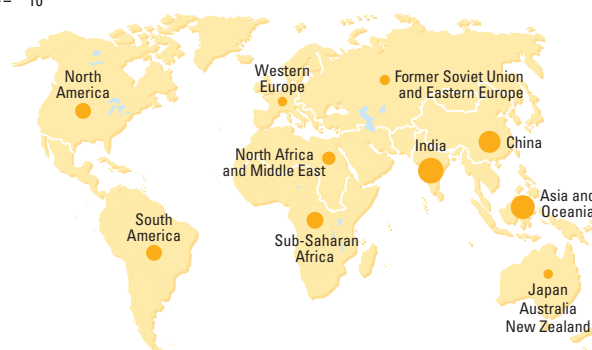 10
North
America
Western
Europe
Former Soviet Union
and Eastern Europe
India
China
North Africa
and Middle East
Asia and
Oceania
South
America
Sub-Saharan
Africa
Japan
Australia
New Zealand